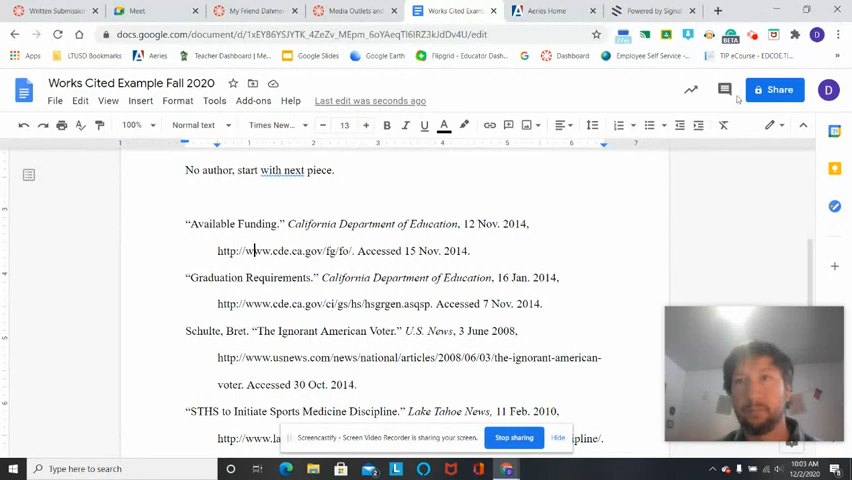 Written Submission
Meet
My Friend Dahmer
Media Outlets and
Works Cited Exam
Aeries Home
Powered by Signal
docs.google.com/document/d/1xEY86YSJYTK_4ZeZv_MEpm_6oYAeqTl6IRZ3kJdDv4U/edit
BETA
Apps
LTUSD Bookmarks
Aeries
Teacher Dashboard | M...
Google Slides
Google Earth
Flipgrid - Educator Dash...
Dashboard
Employee Self Service -...
TIP eCourse - EDCOE.T...
Works Cited Example Fall 2020
Share
D
File Edit View Insert Format Tools Add-ons Help Last edit was seconds ago
100% Normal text Times New... 13
B I U A
No author, start with next piece.
“Available Funding.” California Department of Education, 12 Nov. 2014,
http://www.cde.ca.gov/fg/fo/. Accessed 15 Nov. 2014.
“Graduation Requirements.” California Department of Education, 16 Jan. 2014,
http://www.cde.ca.gov/ci/gs/hs/hsgrgen.asqsp. Accessed 7 Nov. 2014.
Schulte, Bret. “The Ignorant American Voter.” U.S. News, 3 June 2008,
http://www.usnews.com/news/national/articles/2008/06/03/the-ignorant-american-
voter. Accessed 30 Oct. 2014.
“STHS to Initiate Sports Medicine Discipline.” Lake Tahoe News, 11 Feb. 2010,
http://www.la
ipline/.
Screencastify - Screen Video Recorder is sharing your screen.
Stop sharing
Hide
Type here to search
10:03 AM
12/2/2020